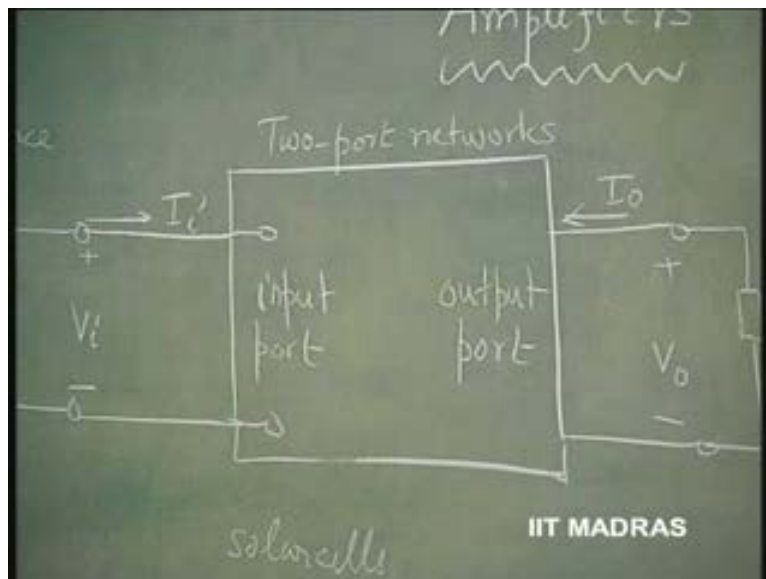 Amplifiers
Two-port networks
Ii
Io
+
+
input
port
output
port
Vi
Vo
−
−
solarcells
IIT MADRAS